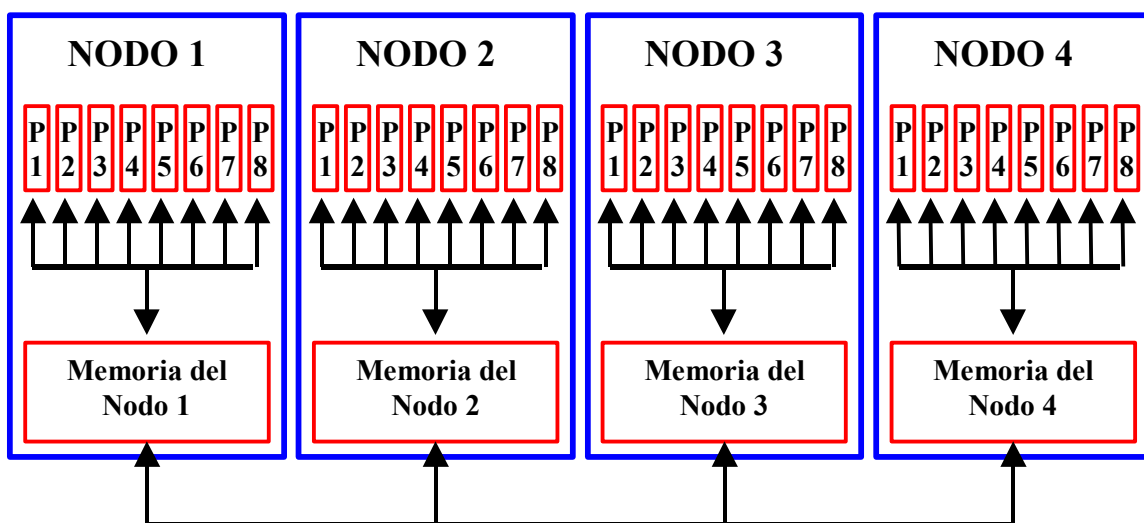 NODO 1
NODO 2
NODO 3
NODO 4
P P P P P P P P
1 2 3 4 5 6 7 8
P P P P P P P P
1 2 3 4 5 6 7 8
P P P P P P P P
1 2 3 4 5 6 7 8
P P P P P P P P
1 2 3 4 5 6 7 8
Memoria del
Nodo 1
Memoria del
Nodo 2
Memoria del
Nodo 3
Memoria del
Nodo 4